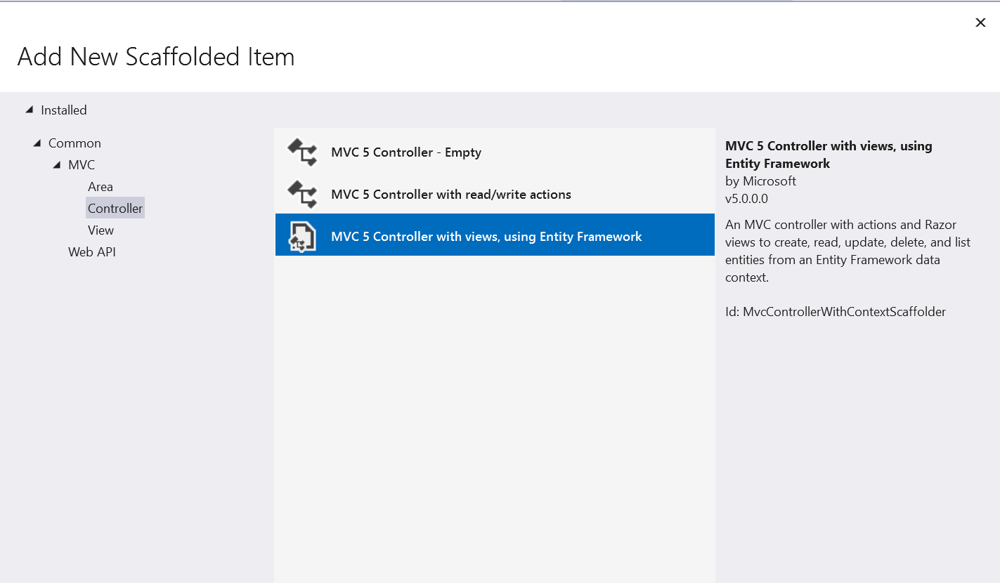 Add New Scaffolded Item
Installed
Common
MVC
Area
Controller
View
Web API
MVC 5 Controller - Empty
MVC 5 Controller with read/write actions
MVC 5 Controller with views, using Entity Framework
MVC 5 Controller with views, using
Entity Framework
by Microsoft
v5.0.0.0
An MVC controller with actions and Razor
views to create, read, update, delete, and list
entities from an Entity Framework data
context.
Id: MvcControllerWithContextScaffolder